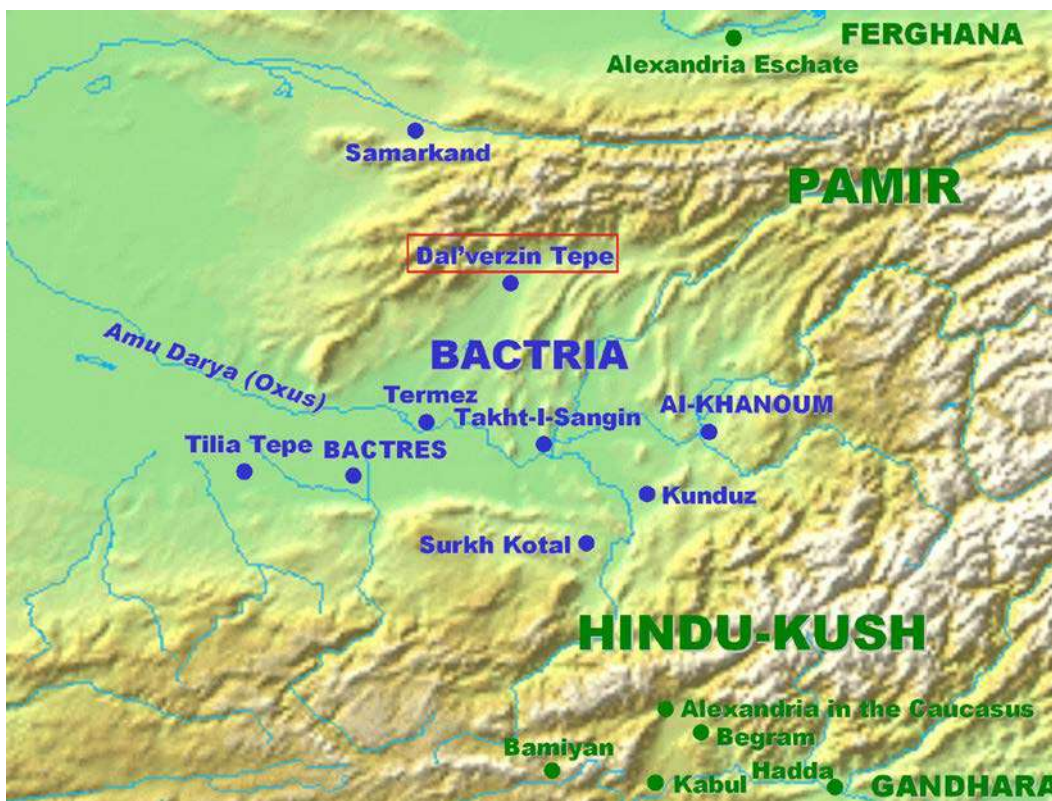 FERGHANA
Alexandria Eschate
Samarkand
PAMIR
Dal'verzin Tepe
Amu Darya (Oxus)
BACTRIA
Termez
Takht-I-Sangin
AI-KHANOUM
Tilia Tepe
BACTRES
Kunduz
Surkh Kotal
HINDU-KUSH
Alexandria in the Caucasus
Begram
Bamiyan
Kabul
Hadda
GANDHARA